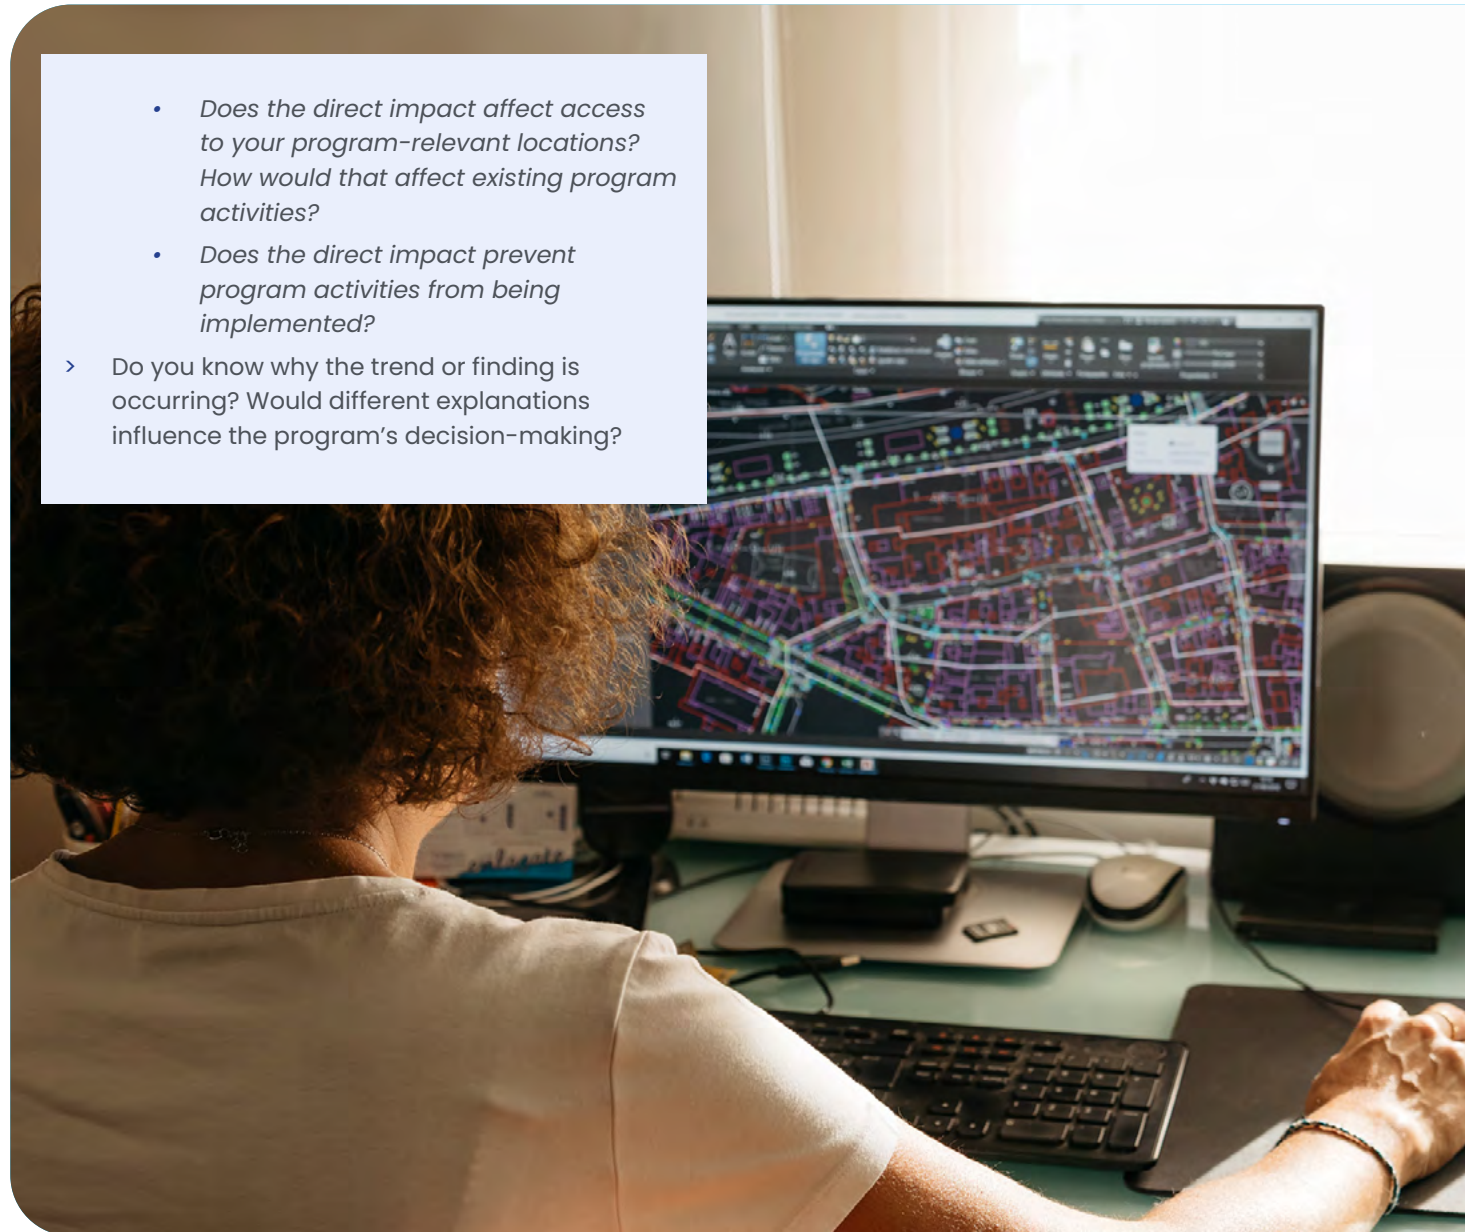 • Does the direct impact affect access
to your program-relevant locations?
How would that affect existing program
activities?
• Does the direct impact prevent
program activities from being
implemented?
> Do you know why the trend or finding is
occurring? Would different explanations
influence the program’s decision-making?